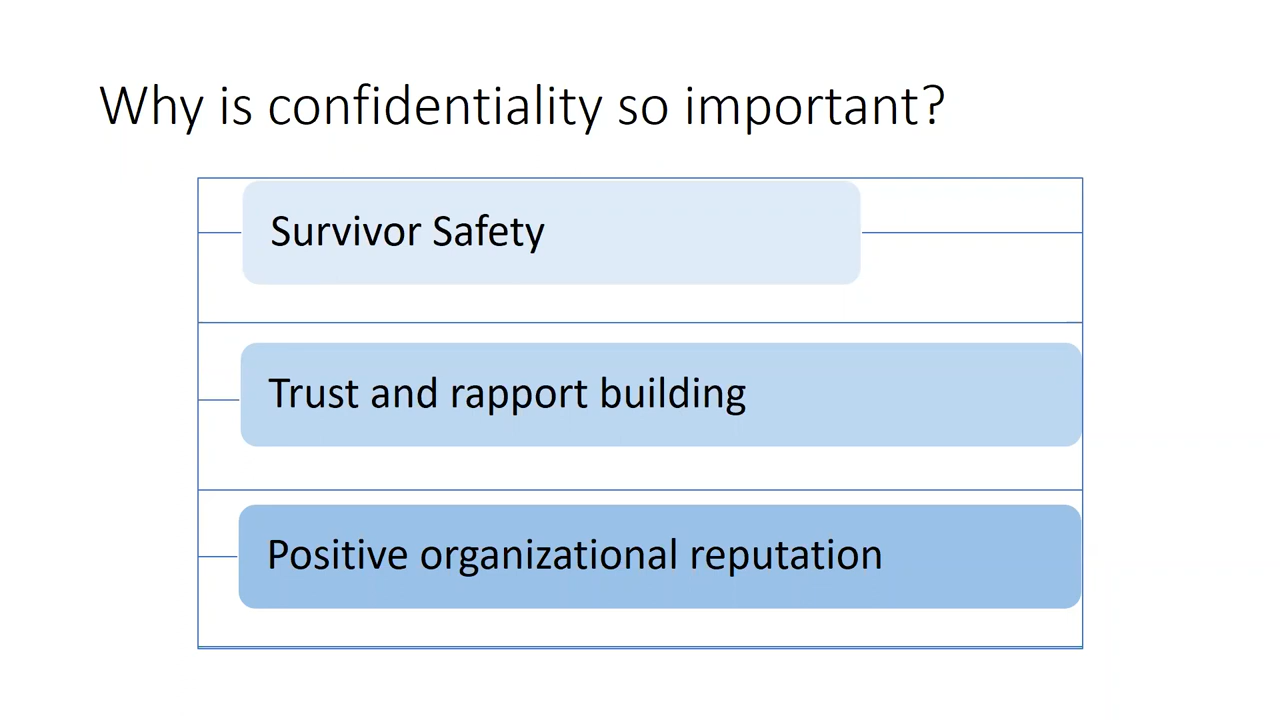 Why is confidentiality so important?
Survivor Safety
Trust and rapport building
Positive organizational reputation